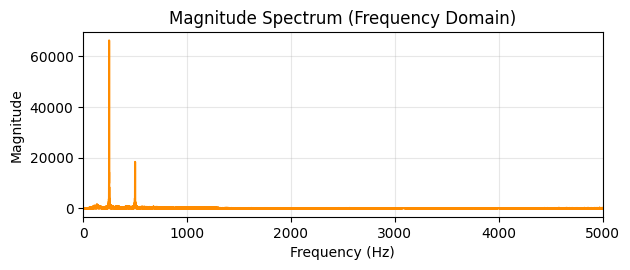 Magnitude Spectrum (Frequency Domain)
60000
40000
20000
0
Magnitude
0 1000 2000 3000 4000 5000
Frequency (Hz)